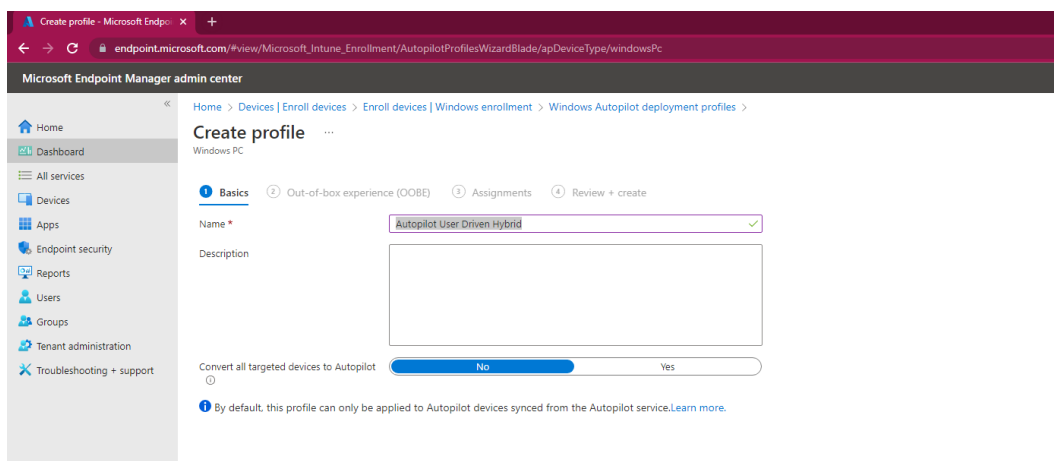 Create profile - Microsoft Endpoi
endpoint.microsoft.com/#view/Microsoft_Intune_Enrollment/AutopilotProfilesWizardBlade/apDeviceType/windowsPc
Microsoft Endpoint Manager admin center
Home > Devices | Enroll devices > Enroll devices | Windows enrollment > Windows Autopilot deployment profiles >
Create profile ...
Windows PC
Home
Dashboard
All services
Devices
Apps
Endpoint security
Reports
Users
Groups
Tenant administration
Troubleshooting + support
1 Basics 2 Out-of-box experience (OOBE) 3 Assignments 4 Review + create
Name * Autopilot User Driven Hybrid
Description
Convert all targeted devices to Autopilot No Yes
By default, this profile can only be applied to Autopilot devices synced from the Autopilot service.Learn more.